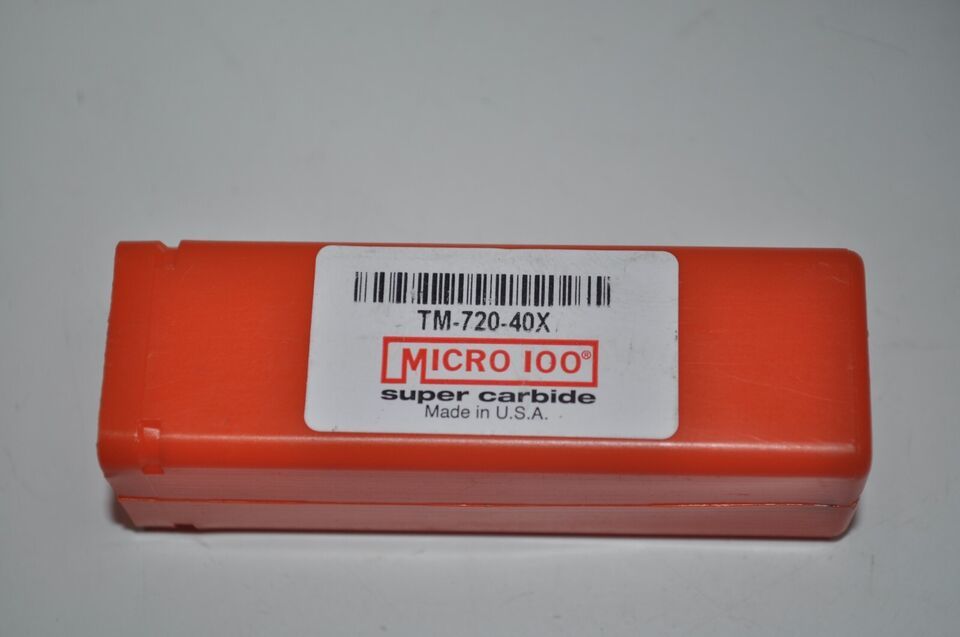 TM-720-40X
MICRO 100®
super carbide
Made in U.S.A.